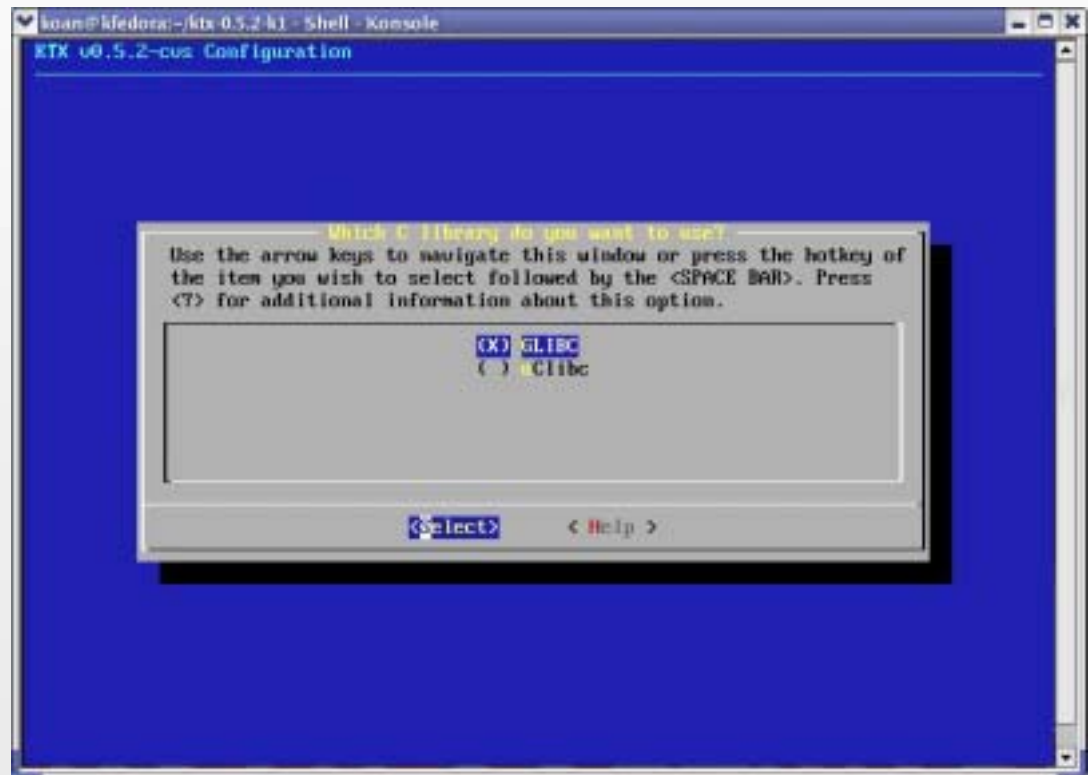 koan@kfedora:~/ktx-0.5.2-k1 - Shell - Konsole
KTX v0.5.2-cvs Configuration
Which C library do you want to use?
Use the arrow keys to navigate this window or press the hotkey of
the item you wish to select followed by the <SPACE BAR>. Press
<?> for additional information about this option.
(X) GLIBC
( ) uClibc
<Select> < Help >